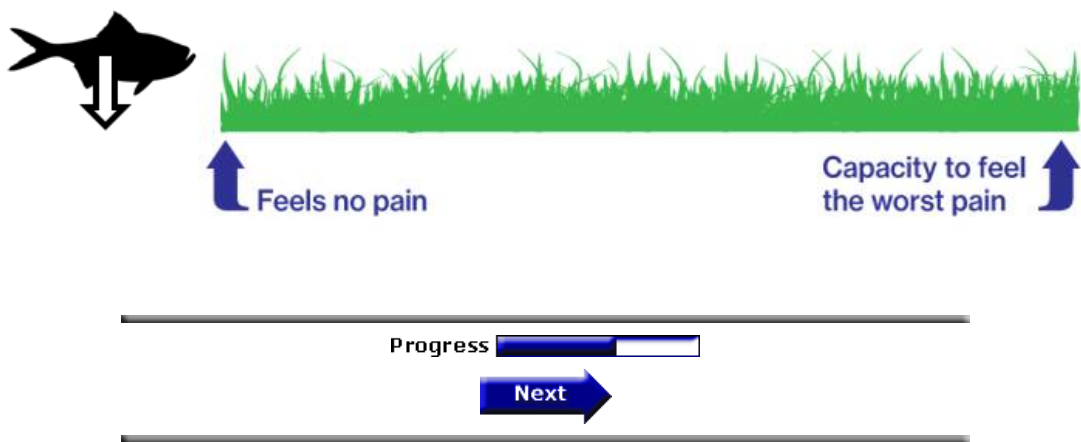 Feels no pain
Capacity to feel
the worst pain
Progress
Next